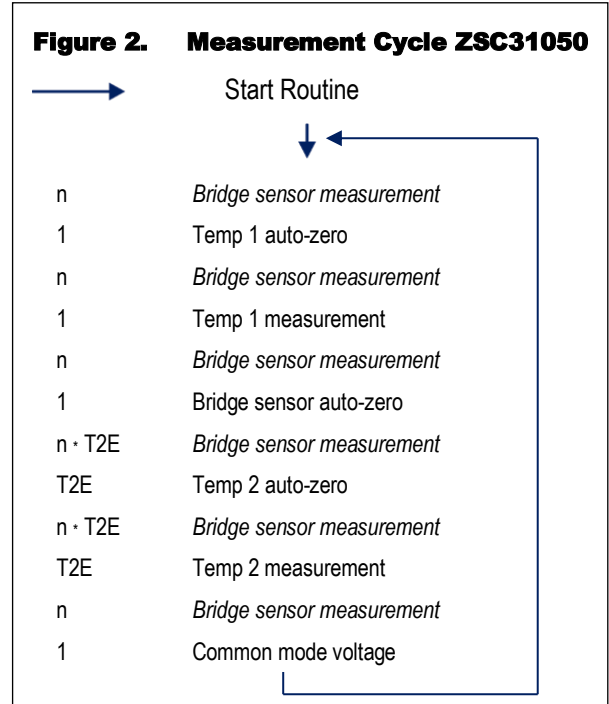 Figure 2. Measurement Cycle ZSC31050
Start Routine
n Bridge sensor measurement
1 Temp 1 auto-zero
n Bridge sensor measurement
1 Temp 1 measurement
n Bridge sensor measurement
1 Bridge sensor auto-zero
n * T2E Bridge sensor measurement
T2E Temp 2 auto-zero
n * T2E Bridge sensor measurement
T2E Temp 2 measurement
n Bridge sensor measurement
1 Common mode voltage